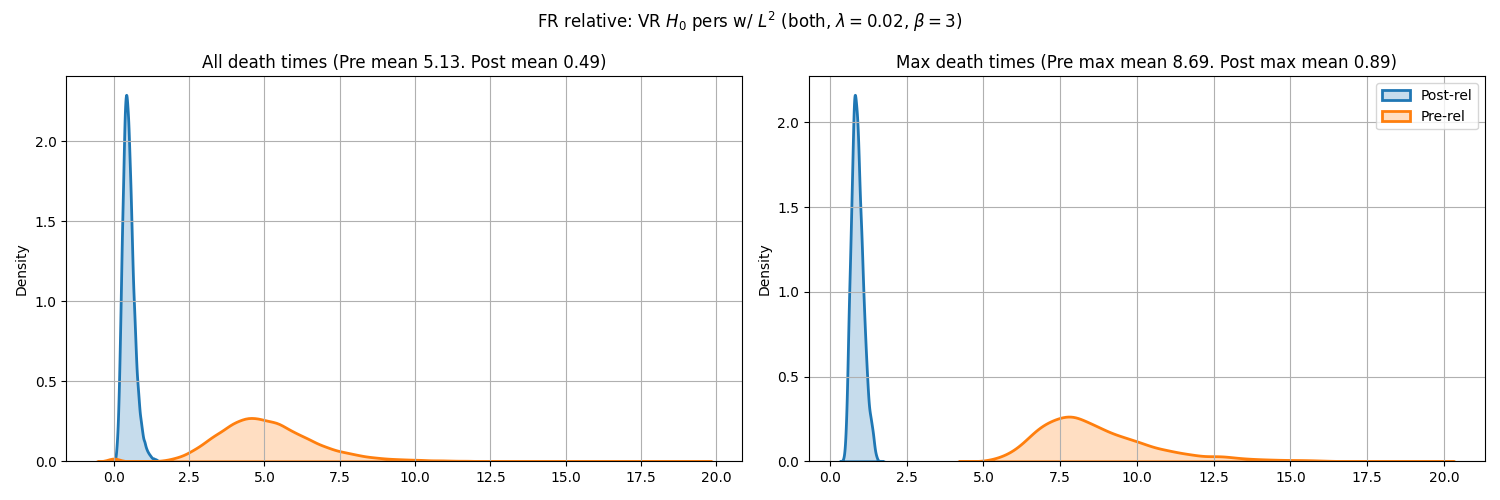 FR relative: VR $H_0$ pers w/ $L^2$ (both, $\lambda = 0.02$, $\beta = 3$)
All death times (Pre mean 5.13. Post mean 0.49)
Density
2.0
1.5
1.0
0.5
0.0
0.0 2.5 5.0 7.5 10.0 12.5 15.0 17.5 20.0
Max death times (Pre max mean 8.69. Post max mean 0.89)
Post-rel
Pre-rel
Density
2.0
1.5
1.0
0.5
0.0
0.0 2.5 5.0 7.5 10.0 12.5 15.0 17.5 20.0